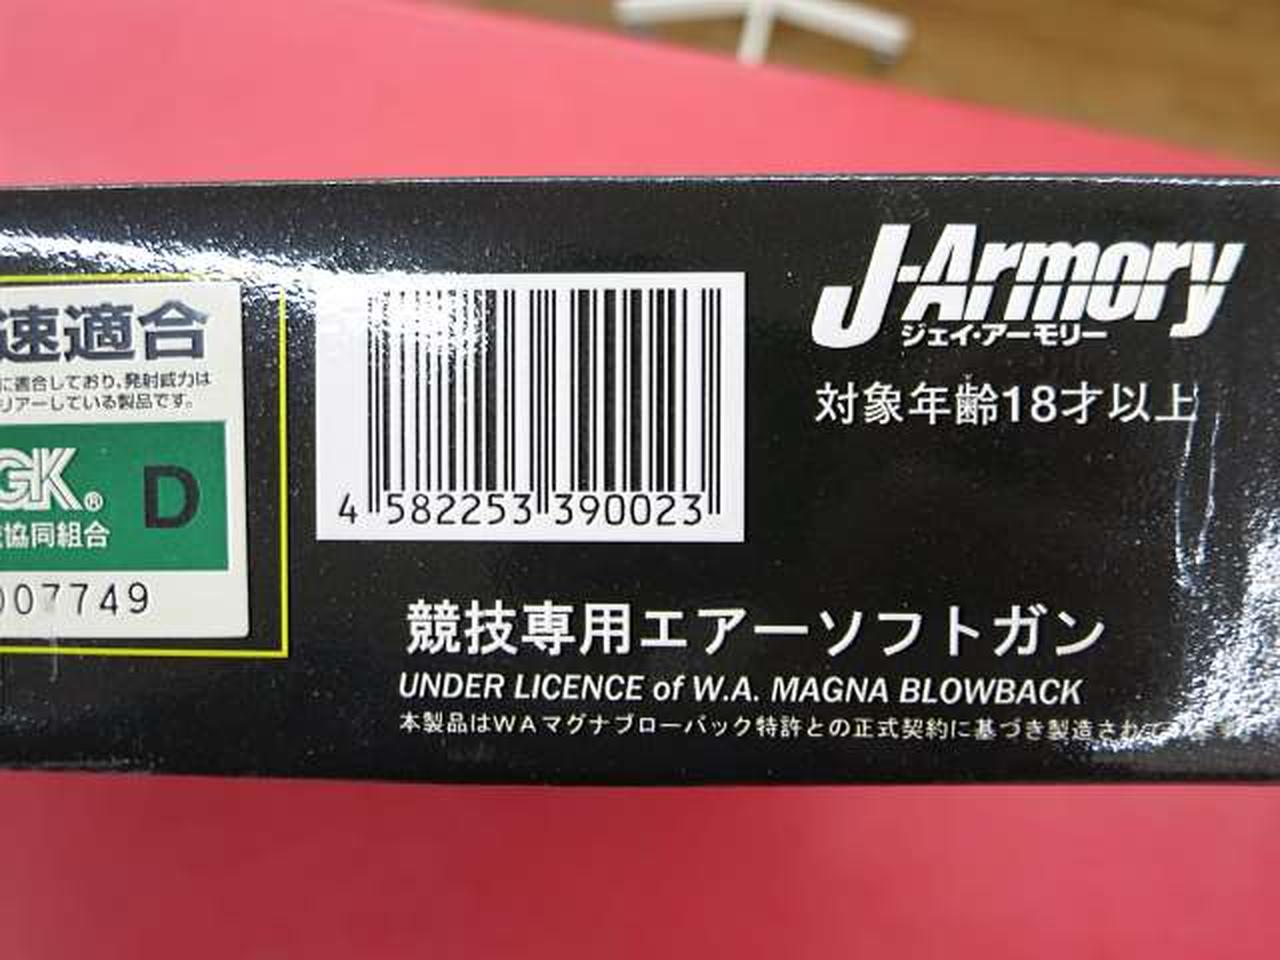 速適合
に適合しており、発射威力は
リアーしている製品です。
GK® D
協同組合
007749
4 582253 390023
J-Armory
ジェイ・アーモリー
対象年齢18才以上
競技専用エアーソフトガン
UNDER LICENCE of W.A. MAGNA BLOWBACK
本製品はWAマグナブローバック特許との正式契約に基づき製造されて